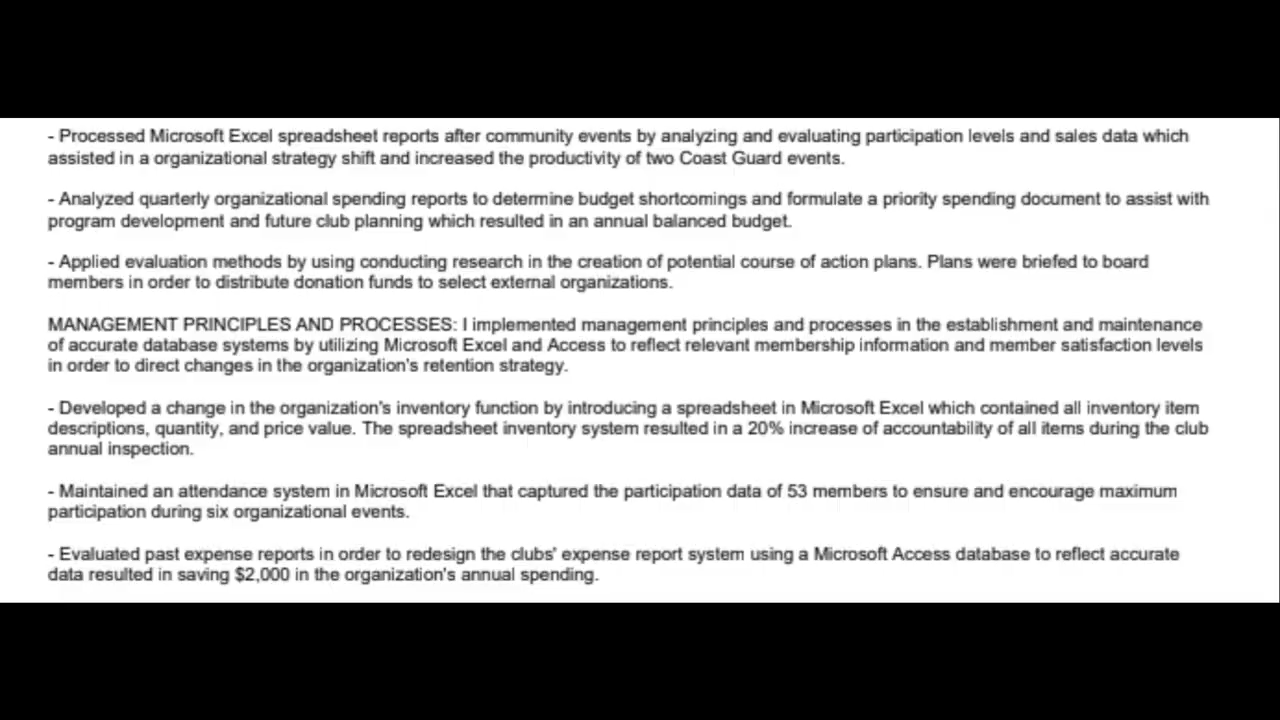 - Processed Microsoft Excel spreadsheet reports after community events by analyzing and evaluating participation levels and sales data which
assisted in a organizational strategy shift and increased the productivity of two Coast Guard events.
- Analyzed quarterly organizational spending reports to determine budget shortcomings and formulate a priority spending document to assist with
program development and future club planning which resulted in an annual balanced budget.
- Applied evaluation methods by using conducting research in the creation of potential course of action plans. Plans were briefed to board
members in order to distribute donation funds to select external organizations.
MANAGEMENT PRINCIPLES AND PROCESSES: I implemented management principles and processes in the establishment and maintenance
of accurate database systems by utilizing Microsoft Excel and Access to reflect relevant membership information and member satisfaction levels
in order to direct changes in the organization's retention strategy.
- Developed a change in the organization's inventory function by introducing a spreadsheet in Microsoft Excel which contained all inventory item
descriptions, quantity, and price value. The spreadsheet inventory system resulted in a 20% increase of accountability of all items during the club
annual inspection.
- Maintained an attendance system in Microsoft Excel that captured the participation data of 53 members to ensure and encourage maximum
participation during six organizational events.
- Evaluated past expense reports in order to redesign the clubs' expense report system using a Microsoft Access database to reflect accurate
data resulted in saving $2,000 in the organization's annual spending.